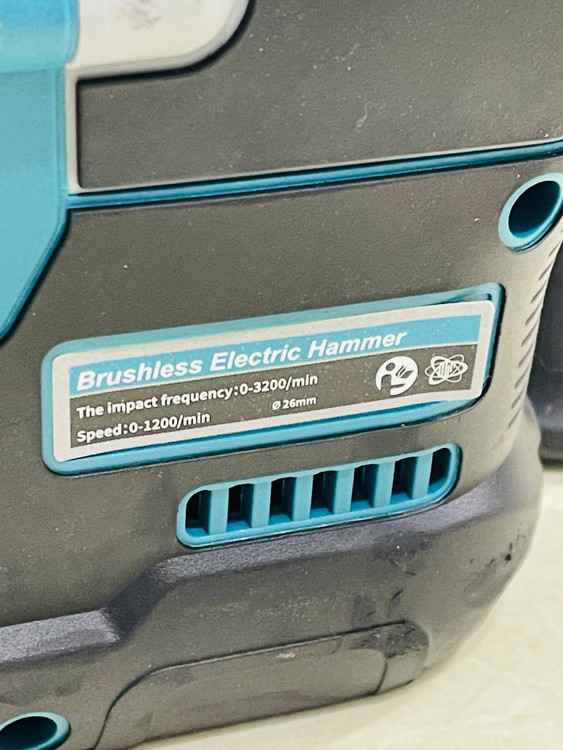 Brushless Electric Hammer
The impact frequency:0-3200/min
Speed:0-1200/min
Ø26mm